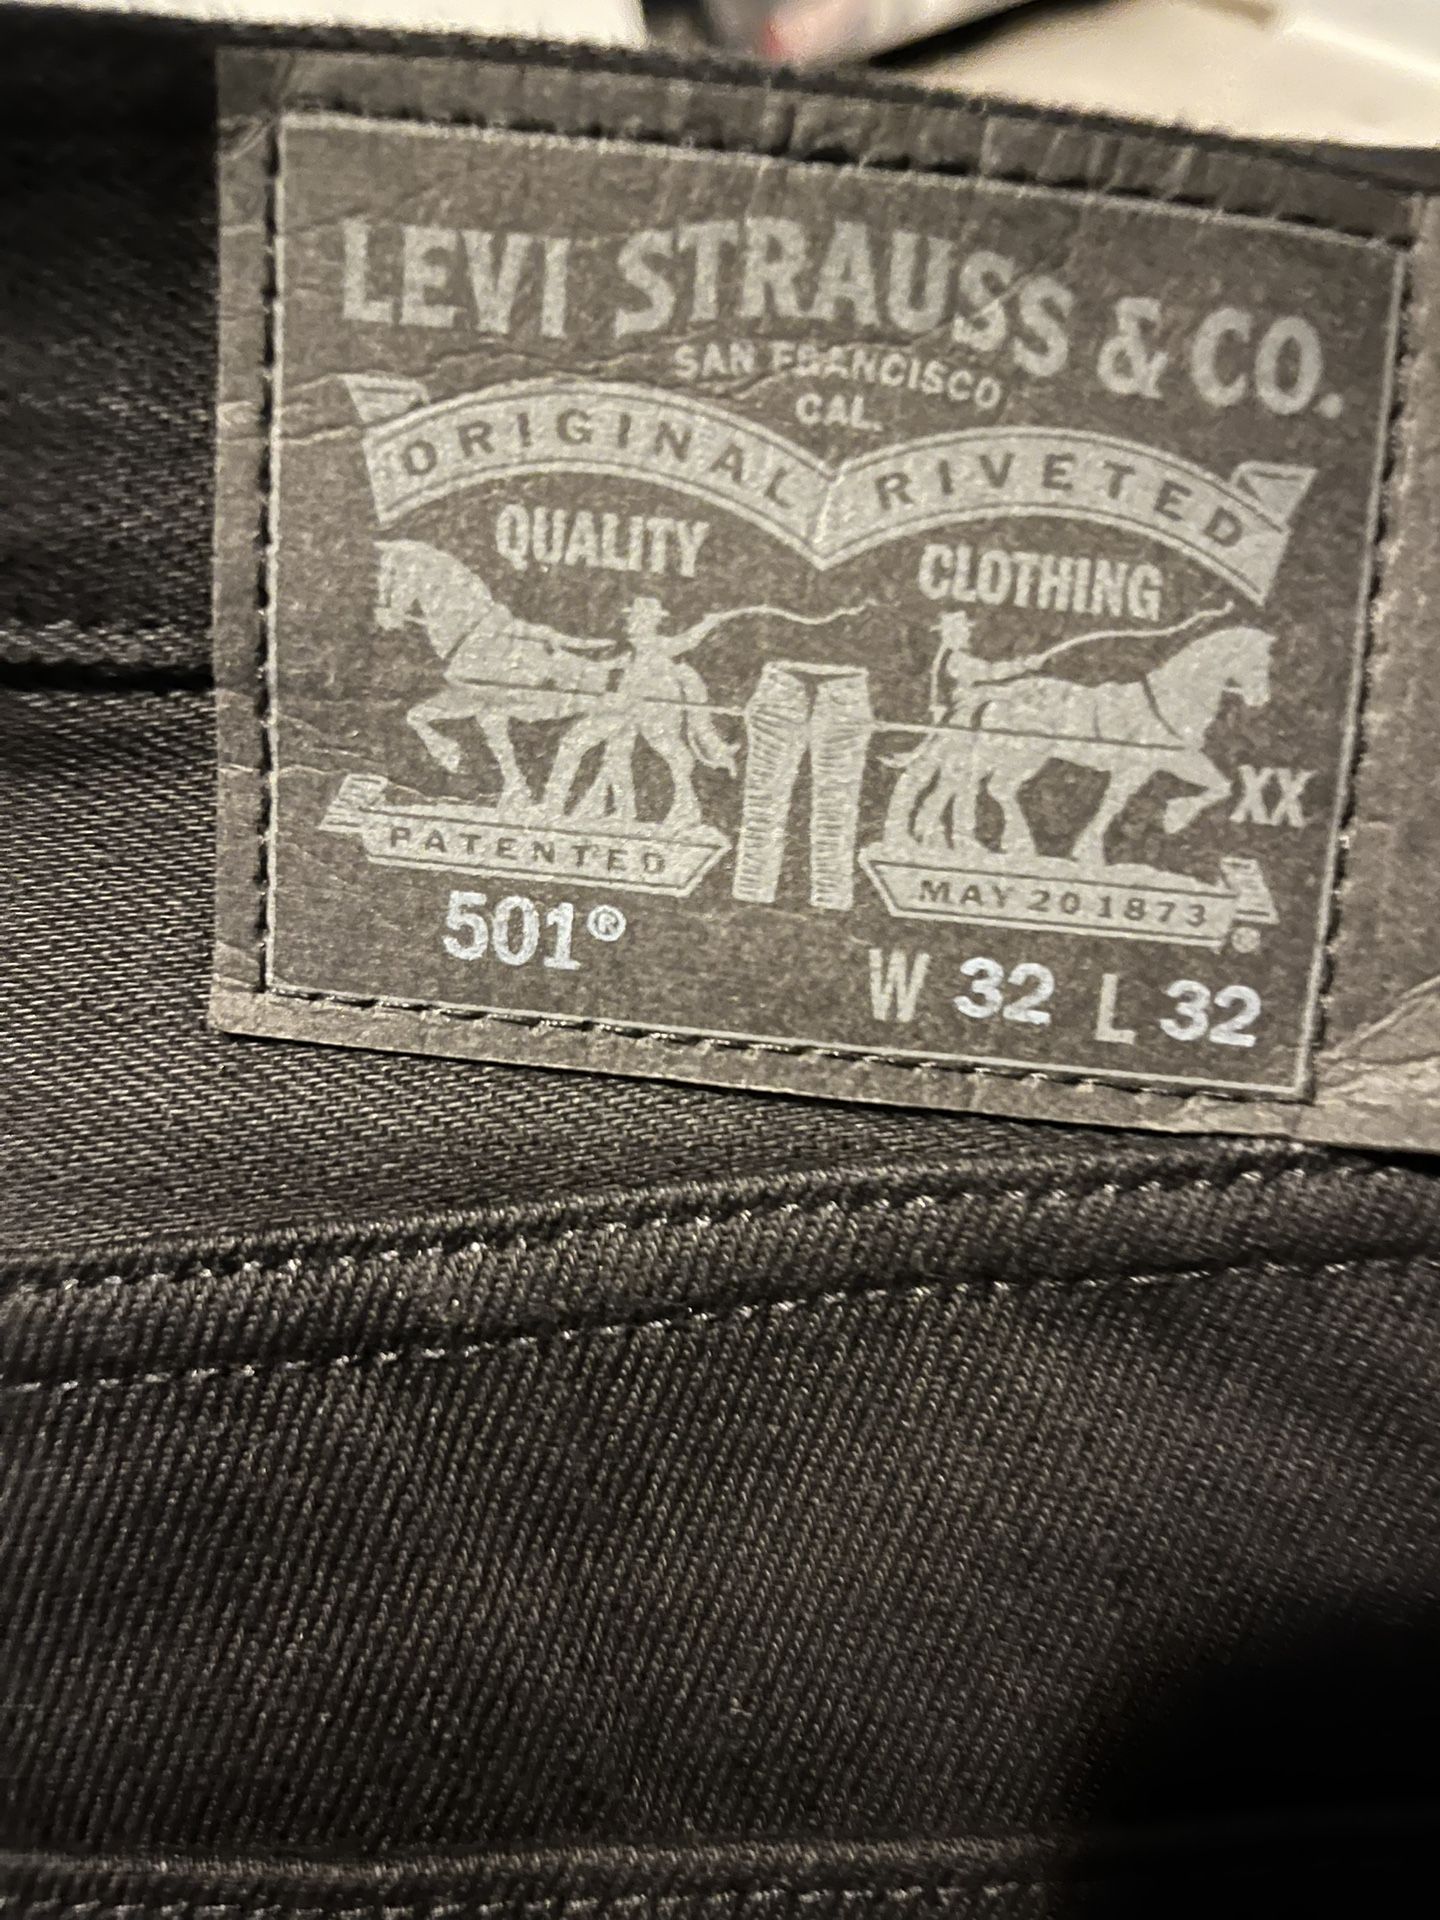 LEVI STRAUSS & CO.
SAN FRANCISCO
CAL.
ORIGINAL RIVETED
QUALITY CLOTHING
XX
PATENTED MAY 20 1873
®
501® W 32 L 32